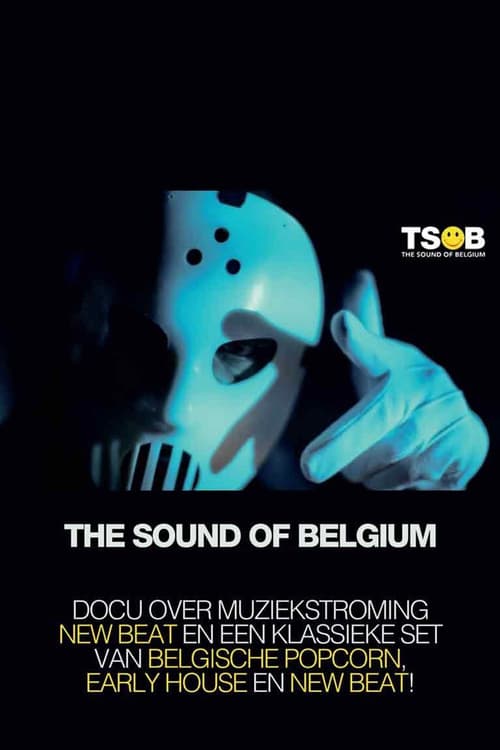 TSOB
THE SOUND OF BELGIUM
THE SOUND OF BELGIUM
DOCU OVER MUZIEKSTROMING
NEW BEAT EN EEN KLASSIEKE SET
VAN BELGISCHE POPCORN,
EARLY HOUSE EN NEW BEAT!